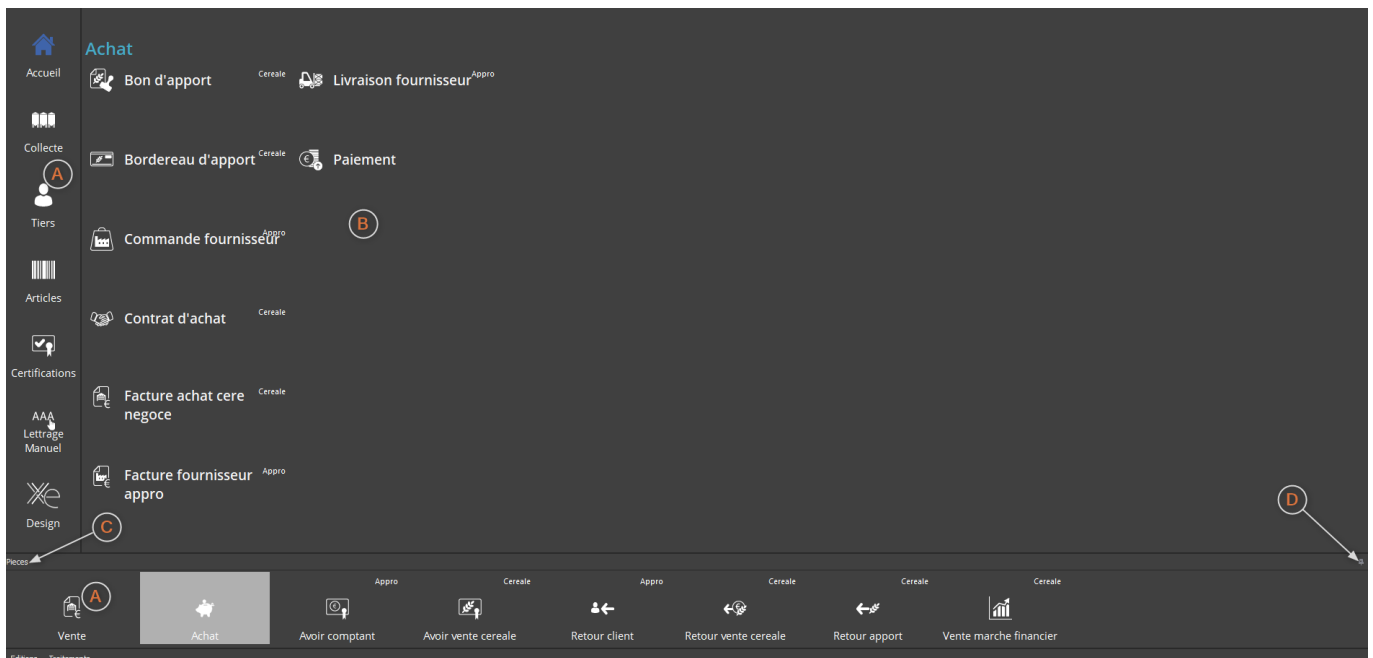 Accueil
Collecte
A
Tiers
Articles
Certifications
AAA
Lettrage
Manuel
Design
Achat
Bon d'apport Cereale
Livraison fournisseur Appro
Bordereau d'apport Cereale
Paiement
B
Commande fournisseur Appro
Contrat d'achat Cereale
Facture achat cere Cereale
negoce
Facture fournisseur Appro
appro
C
D
Pieces
A
Vente
Achat
Appro
Avoir comptant
Cereale
Avoir vente cereale
Appro
Retour client
Cereale
Retour vente cereale
Cereale
Retour apport
Cereale
Vente marche financier
Editions Traitements